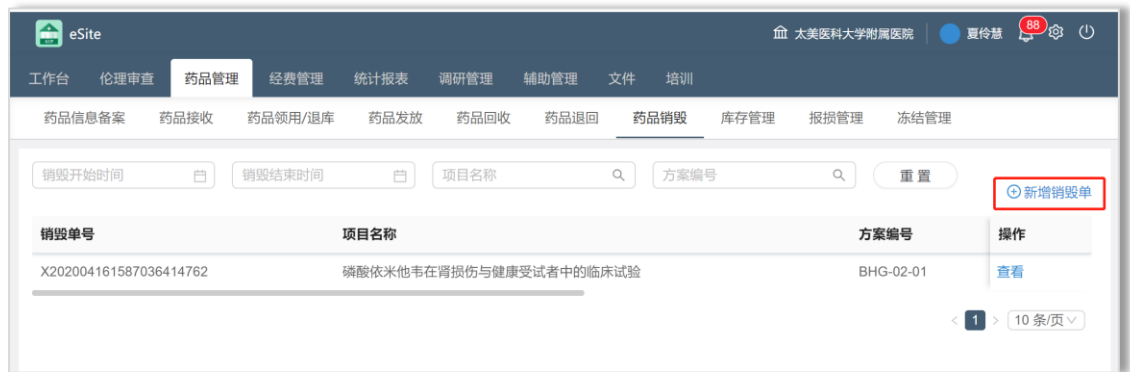 eSite 太美医科大学附属医院 夏伶慧 88
工作台 伦理审查 药品管理 经费管理 统计报表 调研管理 辅助管理 文件 培训
药品信息备案 药品接收 药品领用/退库 药品发放 药品回收 药品退回 药品销毁 库存管理 报损管理 冻结管理
销毁开始时间 销毁结束时间 项目名称 方案编号 重置
新增销毁单
销毁单号 项目名称 方案编号 操作
X202004161587036414762 磷酸依米他韦在肾损伤与健康受试者中的临床试验 BHG-02-01 查看
< 1 > 10 条/页